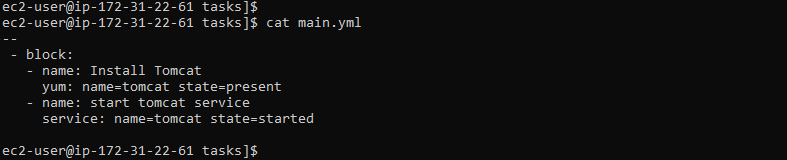 ec2-user@ip-172-31-22-61 tasks]$
ec2-user@ip-172-31-22-61 tasks]$ cat main.yml
--
 - block:
   - name: Install Tomcat
     yum: name=tomcat state=present
   - name: start tomcat service
     service: name=tomcat state=started

ec2-user@ip-172-31-22-61 tasks]$